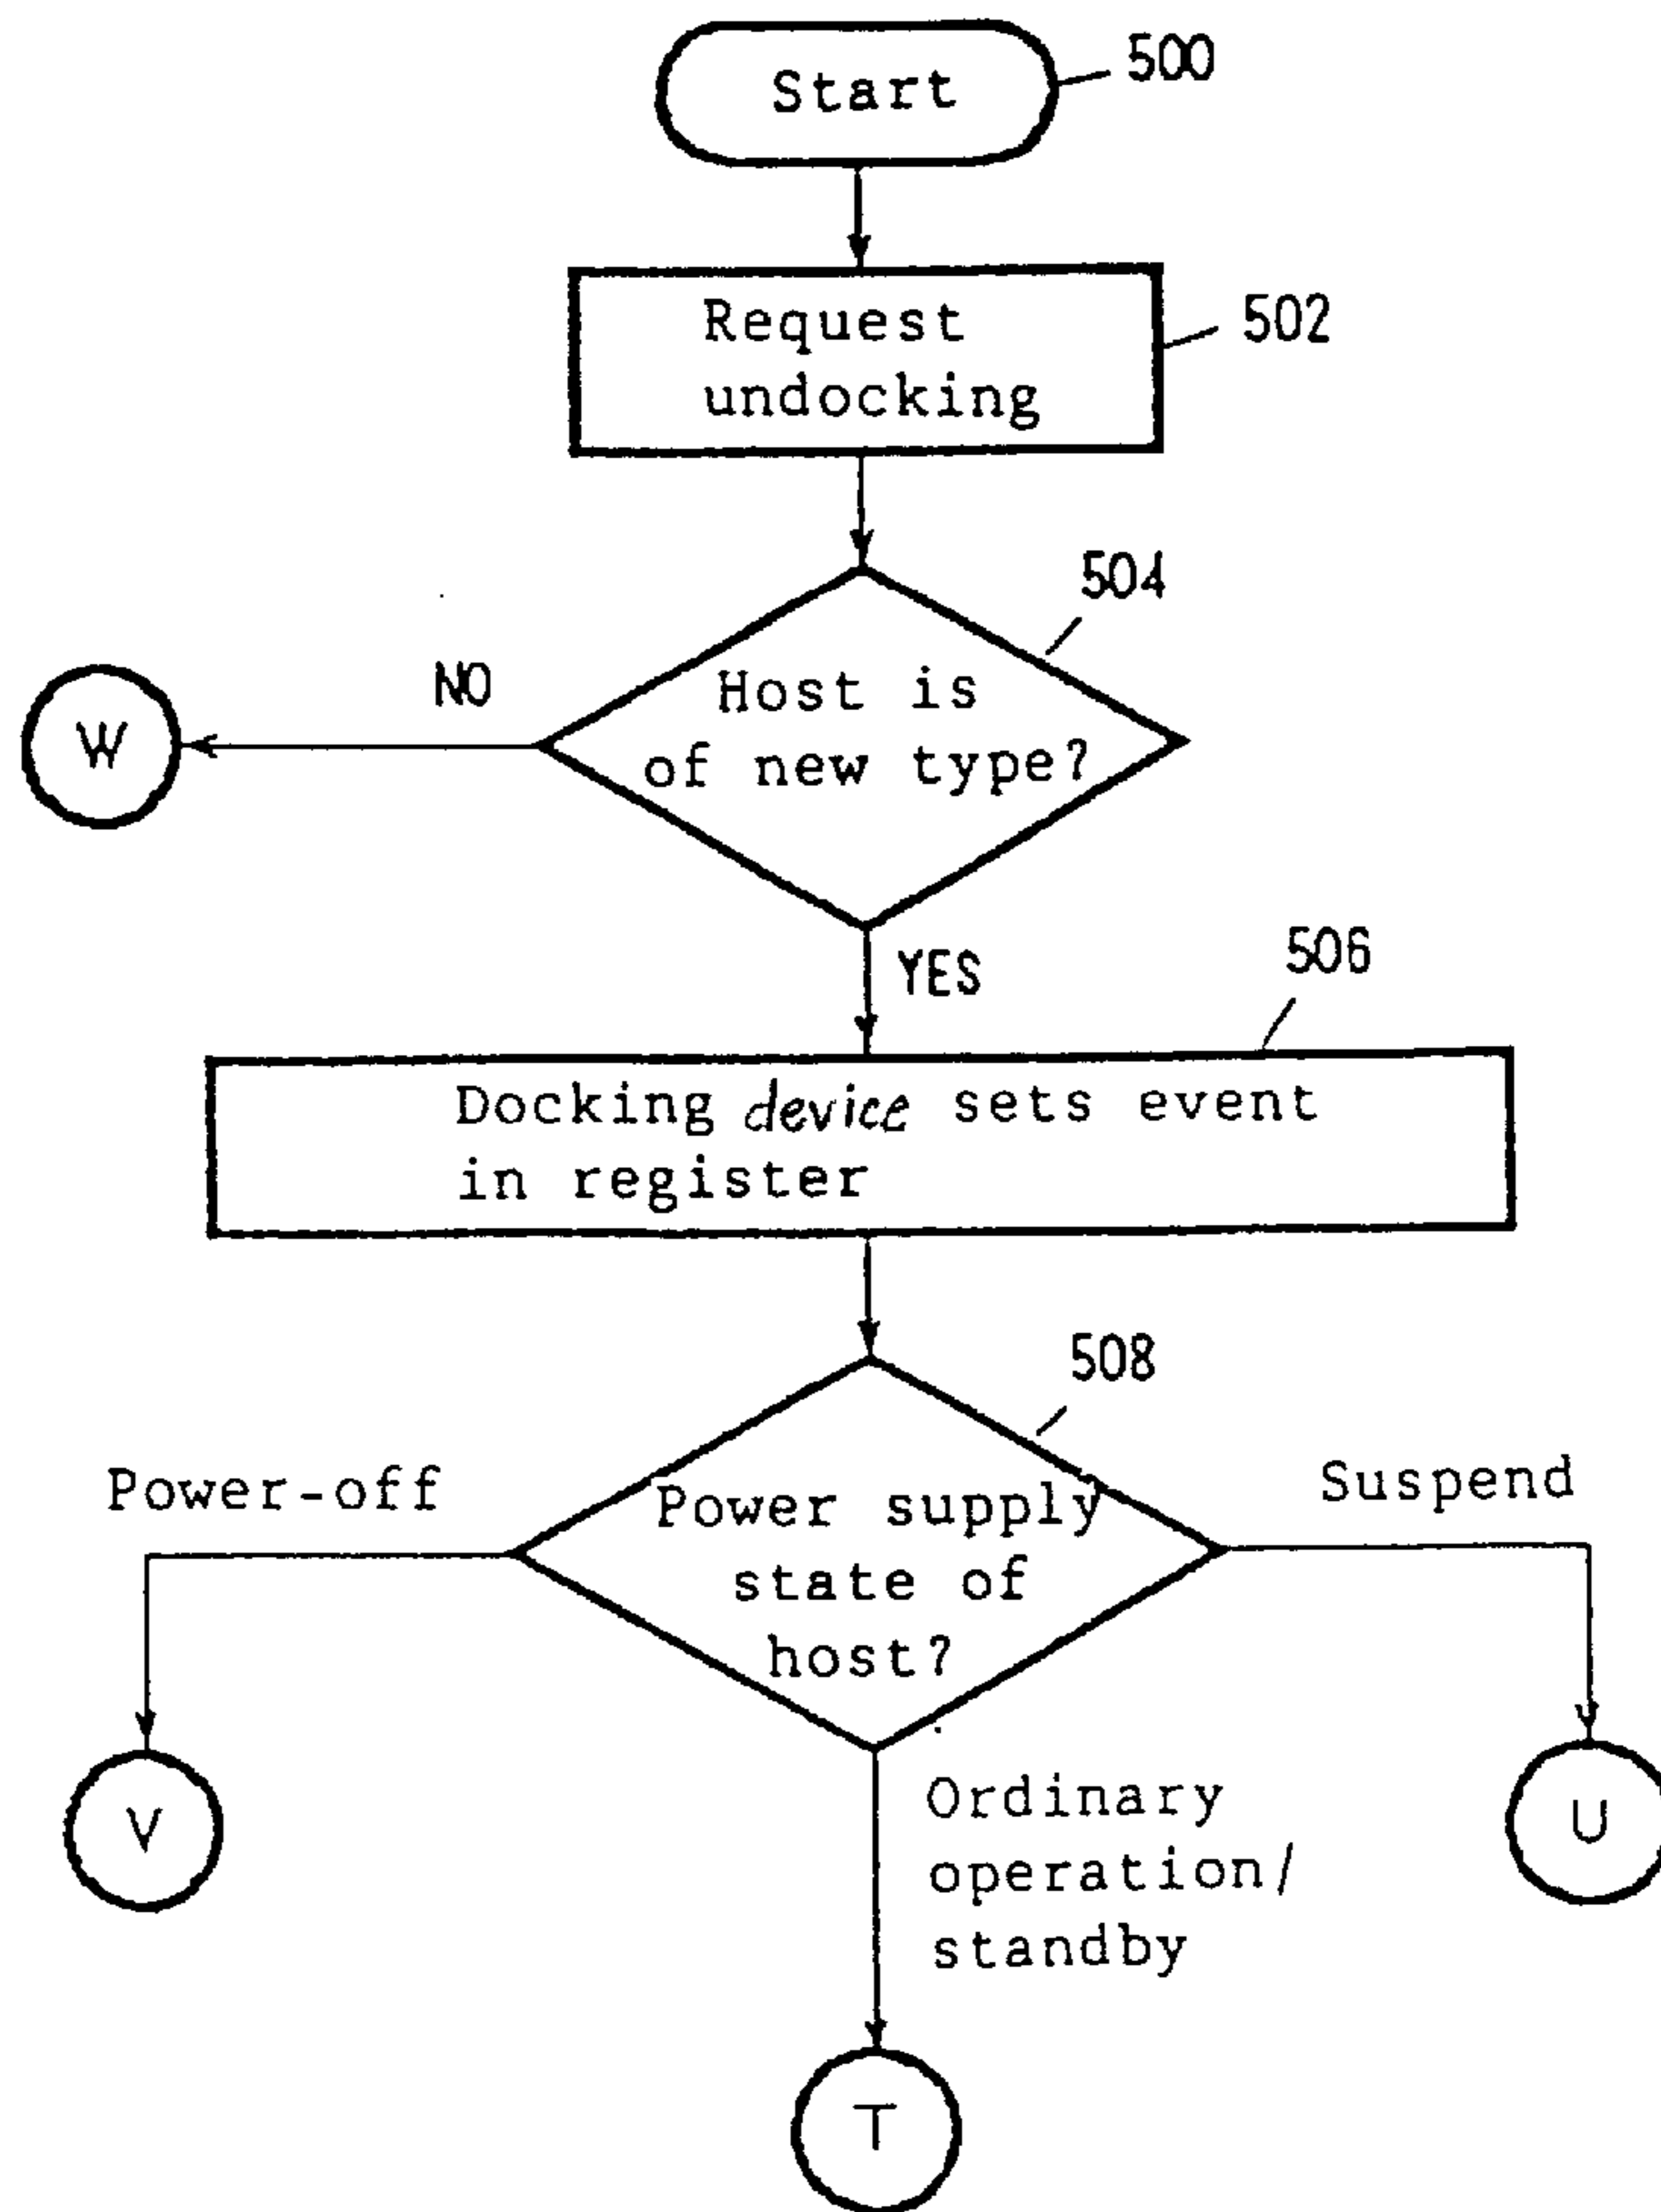 Start
500
Request
undocking
502
504
Host is
of new type?
NO
W
YES
506
Docking device sets event
in register
508
Power supply
state of
host?
Power-off
Suspend
V
Ordinary
operation/
standby
U
T